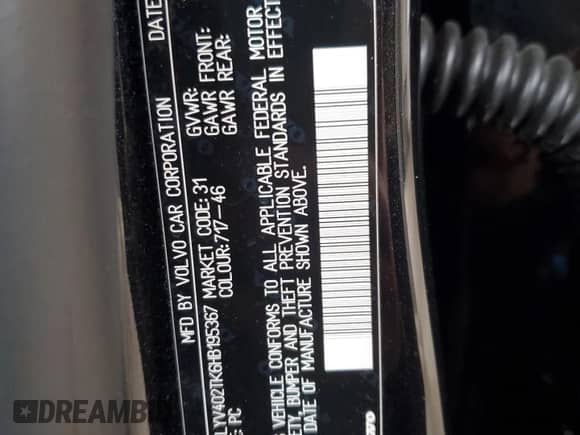 MFD BY VOLVO CAR CORPORATION DATE
GVWR:
GAWR FRONT:
GAWR REAR:
LYV402TK6HB195367 MARKET CODE:31
PC COLOUR:717-46
VEHICLE CONFORMS TO ALL APPLICABLE FEDERAL MOTOR
ETY, BUMPER AND THEFT PREVENTION STANDARDS IN EFFECT
DATE OF MANUFACTURE SHOWN ABOVE.
DREAMBI